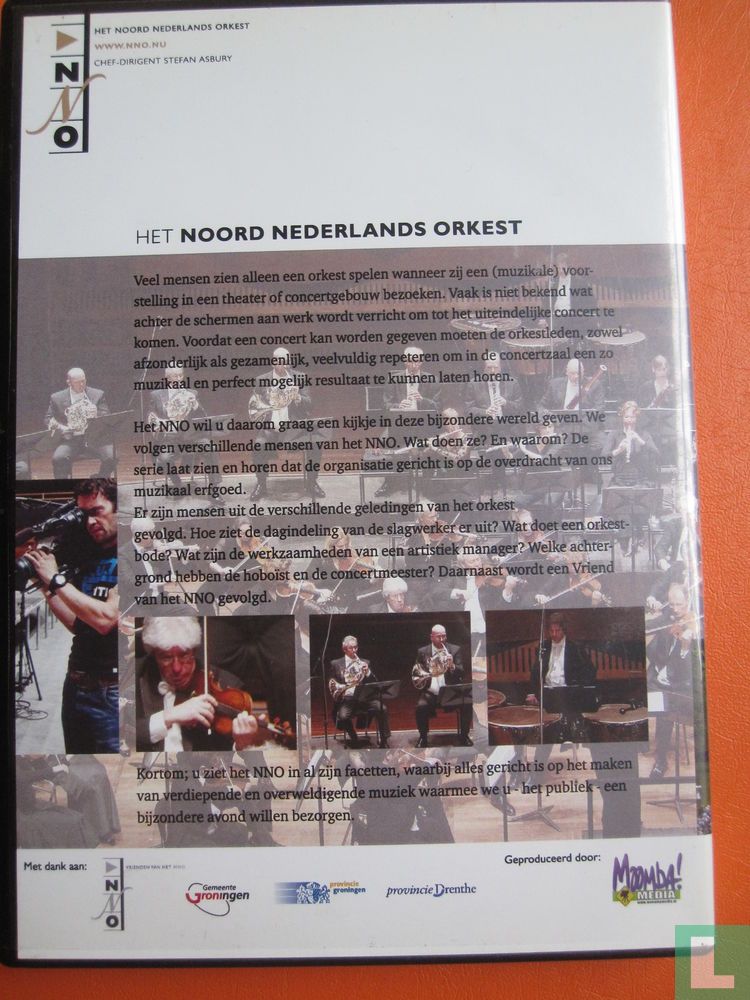 HET NOORD NEDERLANDS ORKEST
WWW.NNO.NU
CHEF-DIRIGENT STEFAN ASBURY
N
N
O
HET NOORD NEDERLANDS ORKEST
Veel mensen zien alleen een orkest spelen wanneer zij een (muzikale) voor-
stelling in een theater of concertgebouw bezoeken. Vaak is niet bekend wat
achter de schermen aan werk wordt verricht om tot het uiteindelijke concert te
komen. Voordat een concert kan worden gegeven moeten de orkestleden, zowel
afzonderlijk als gezamenlijk, veelvuldig repeteren om in de concertzaal een zo
muzikaal en perfect mogelijk resultaat te kunnen laten horen.
Het NNO wil u daarom graag een kijkje in deze bijzondere wereld geven. We
volgen verschillende mensen van het NNO. Wat doen ze? En waarom? De
serie laat zien en horen dat de organisatie gericht is op de overdracht van ons
muzikaal erfgoed.
Er zijn mensen uit de verschillende geledingen van het orkest
gevolgd. Hoe ziet de dagindeling van de slagwerker er uit? Wat doet een orkest-
bode? Wat zijn de werkzaamheden van een artistiek manager? Welke achter-
grond hebben de hoboïst en de concertmeester? Daarnaast wordt een Vriend
van het NNO gevolgd.
Kortom; u ziet het NNO in al zijn facetten, waarbij alles gericht is op het maken
van verdiepende en overweldigende muziek waarmee we u - het publiek - een
bijzondere avond willen bezorgen.
Met dank aan:
VRIENDEN VAN HET NNO
N
N
O
Gemeente
Groningen
provincie
groningen
provincie Drenthe
Geproduceerd door:
MOOMBA!
MEDIA
L